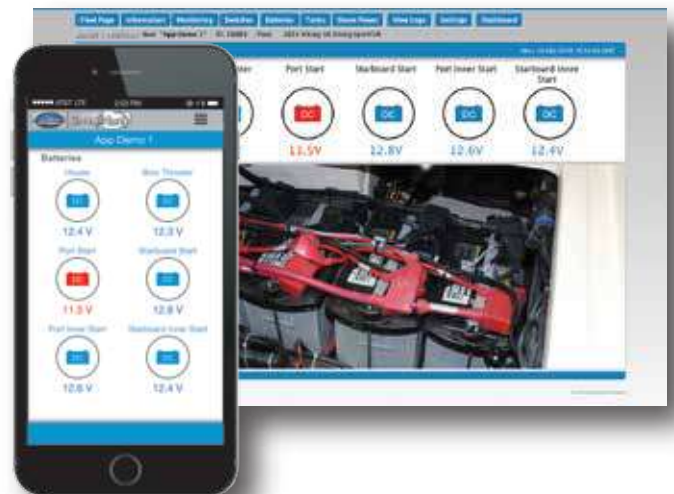 Fleet Page Information Monitoring Switches Batteries Tanks Shore Power View Logs Settings Dashboard
Port Start Starboard Start Port Inner Start Starboard Inner
Start
DC DC DC DC
11.5V 12.8V 12.6V 12.4V
AT&T LTE
App Demo 1
Batteries
House Bow Thruster
DC DC
12.4 V 12.3 V
Port Start Starboard Start
DC DC
11.5 V 12.8 V
Port Inner Start Starboard Inner Start
DC DC
12.6 V 12.4 V